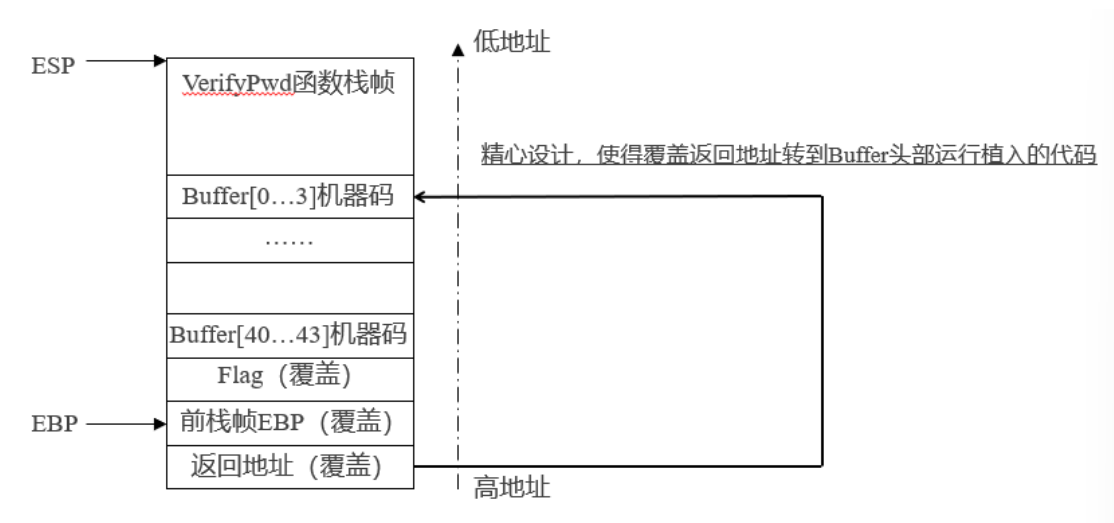 低地址
ESP
VerifyPwd函数栈帧
精心设计，使得覆盖返回地址转到Buffer头部运行植入的代码
Buffer[0…3]机器码
……
Buffer[40…43]机器码
Flag（覆盖）
EBP
前栈帧EBP（覆盖）
返回地址（覆盖）
高地址